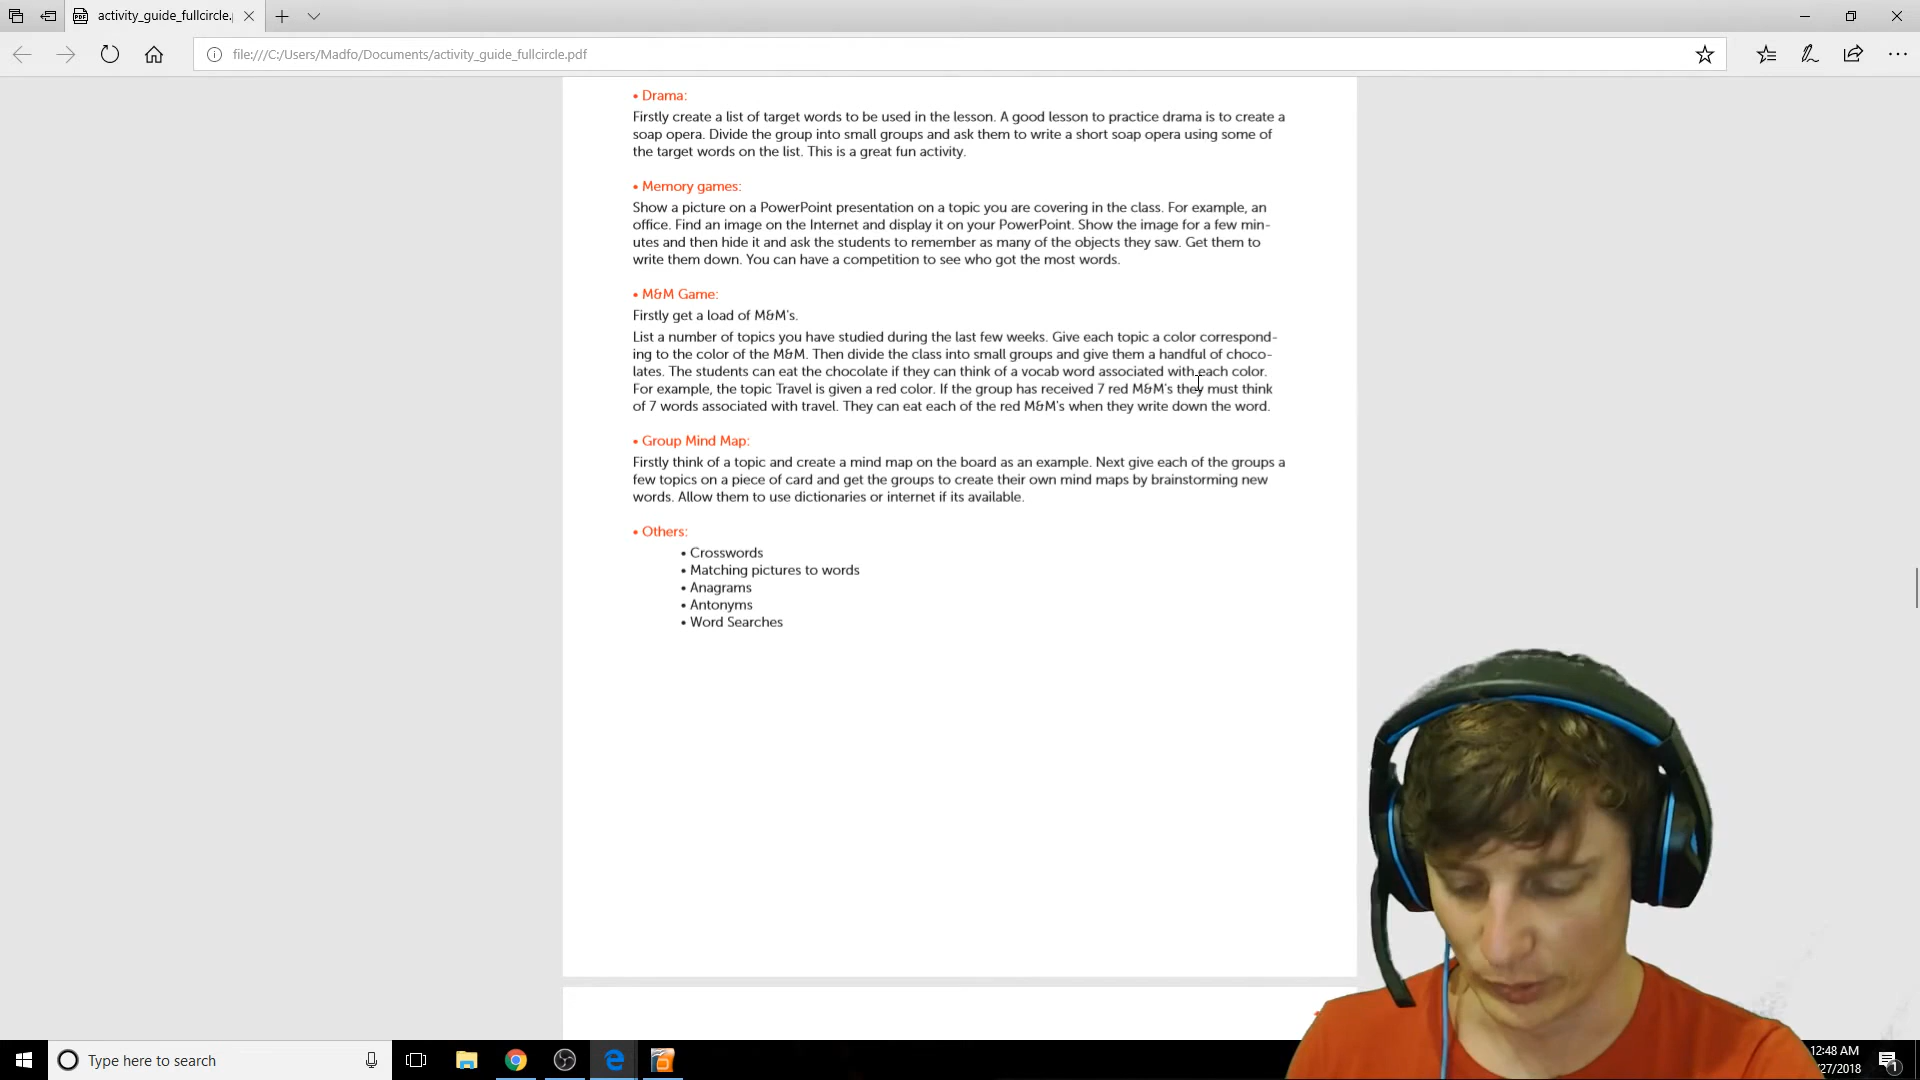 activity_guide_fullcircle.
file:///C:/Users/Madfo/Documents/activity_guide_fullcircle.pdf
• Drama:
Firstly create a list of target words to be used in the lesson. A good lesson to practice drama is to create a
soap opera. Divide the group into small groups and ask them to write a short soap opera using some of
the target words on the list. This is a great fun activity.
• Memory games:
Show a picture on a PowerPoint presentation on a topic you are covering in the class. For example, an
office. Find an image on the Internet and display it on your PowerPoint. Show the image for a few min-
utes and then hide it and ask the students to remember as many of the objects they saw. Get them to
write them down. You can have a competition to see who got the most words.
• M&M Game:
Firstly get a load of M&M's.
List a number of topics you have studied during the last few weeks. Give each topic a color correspond-
ing to the color of the M&M. Then divide the class into small groups and give them a handful of choco-
lates. The students can eat the chocolate if they can think of a vocab word associated with each color.
For example, the topic Travel is given a red color. If the group has received 7 red M&M's they must think
of 7 words associated with travel. They can eat each of the red M&M's when they write down the word.
• Group Mind Map:
Firstly think of a topic and create a mind map on the board as an example. Next give each of the groups a
few topics on a piece of card and get the groups to create their own mind maps by brainstorming new
words. Allow them to use dictionaries or internet if its available.
• Others:
• Crosswords
• Matching pictures to words
• Anagrams
• Antonyms
• Word Searches
Type here to search
12:48 AM
/27/2018
1